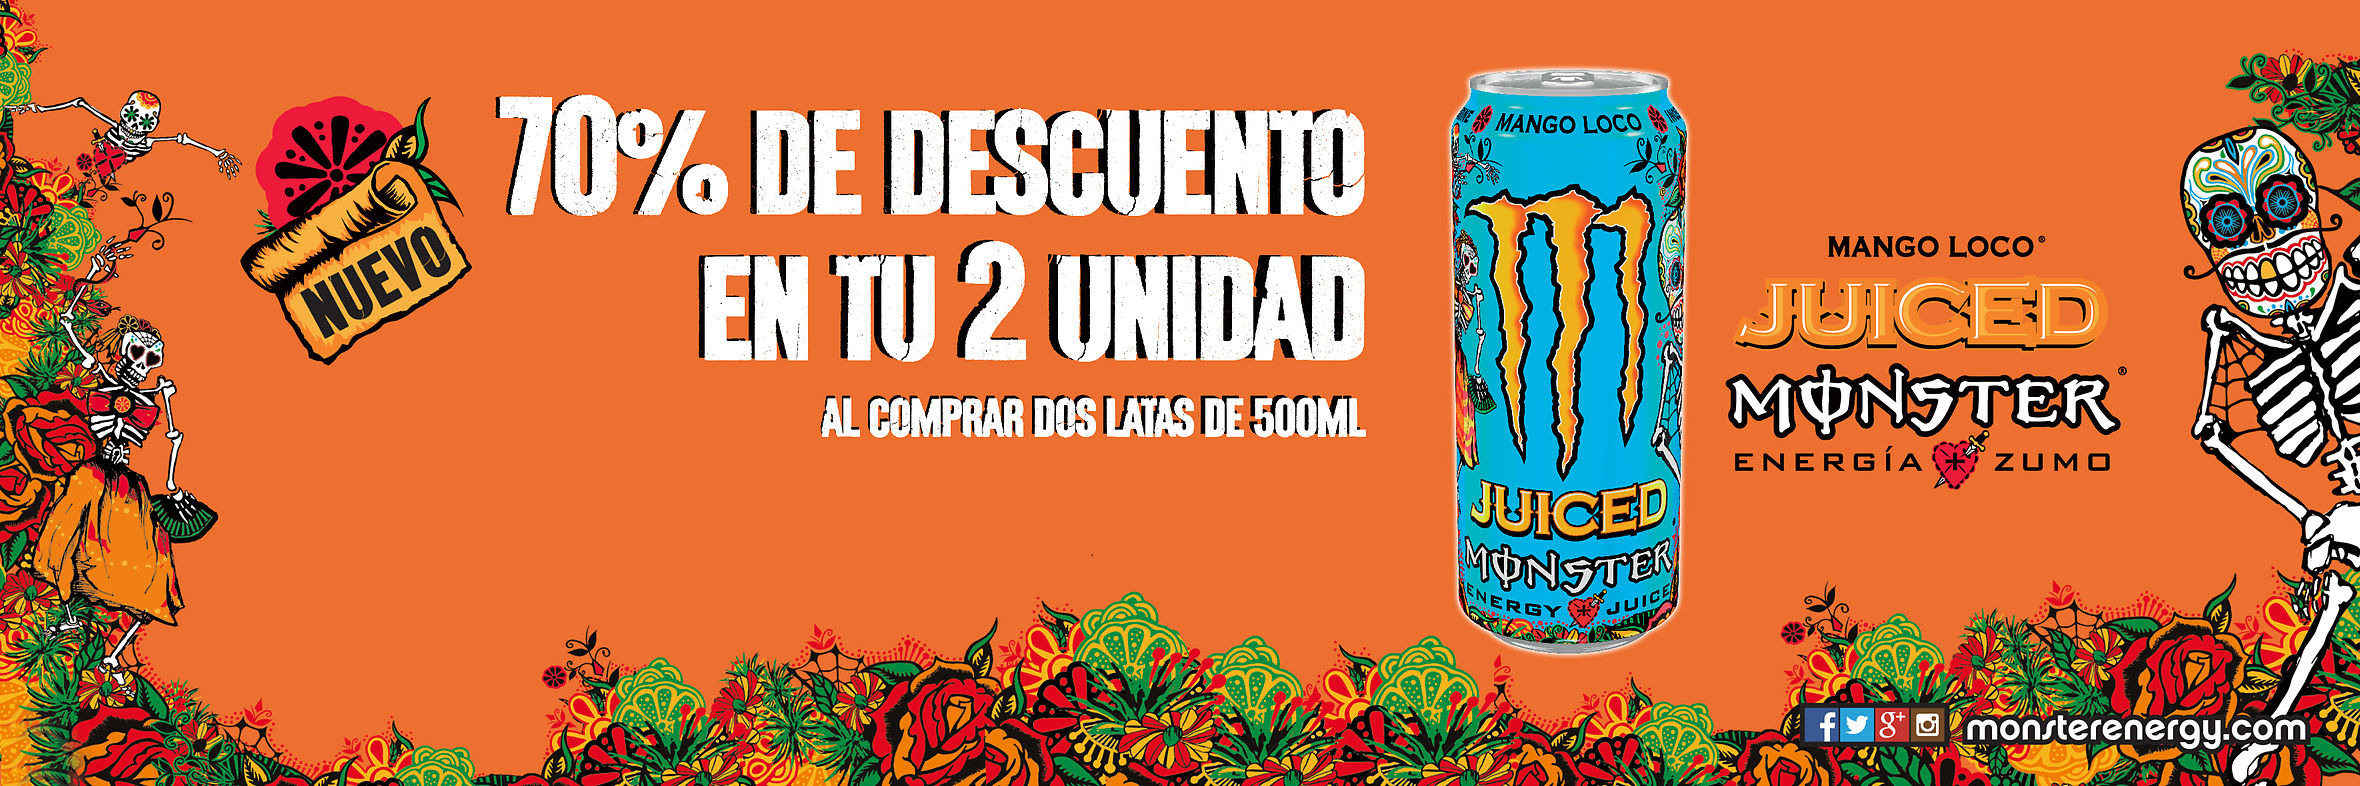 NUEVO
70% DE DESCUENTO
EN TU 2 UNIDAD
AL COMPRAR DOS LATAS DE 500ML
MANGO LOCO
JUICED
MONSTER
ENERGY + JUICE
MANGO LOCO®
JUICED
MONSTER®
ENERGÍA + ZUMO
f g+ monsterenergy.com